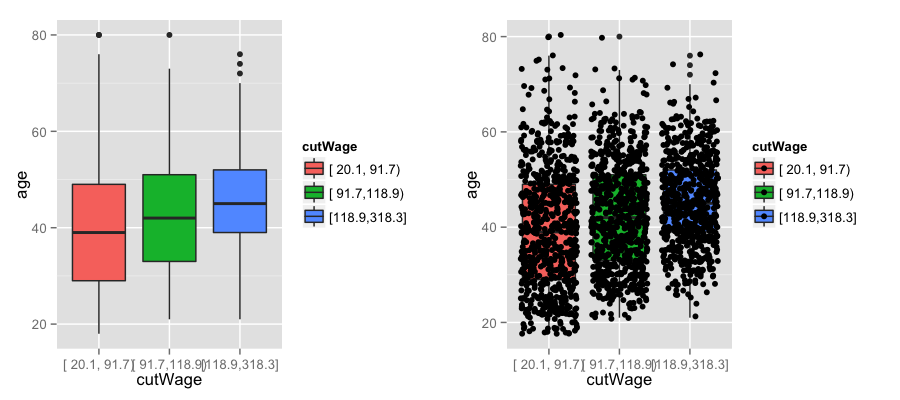 80
60
40
20
age
[ 20.1, 91.7)
[ 91.7,118.9)
[118.9,318.3]
cutWage
cutWage
[ 20.1, 91.7)
[ 91.7,118.9)
[118.9,318.3]
80
60
40
20
age
[ 20.1, 91.7)
[ 91.7,118.9)
[118.9,318.3]
cutWage
cutWage
[ 20.1, 91.7)
[ 91.7,118.9)
[118.9,318.3]